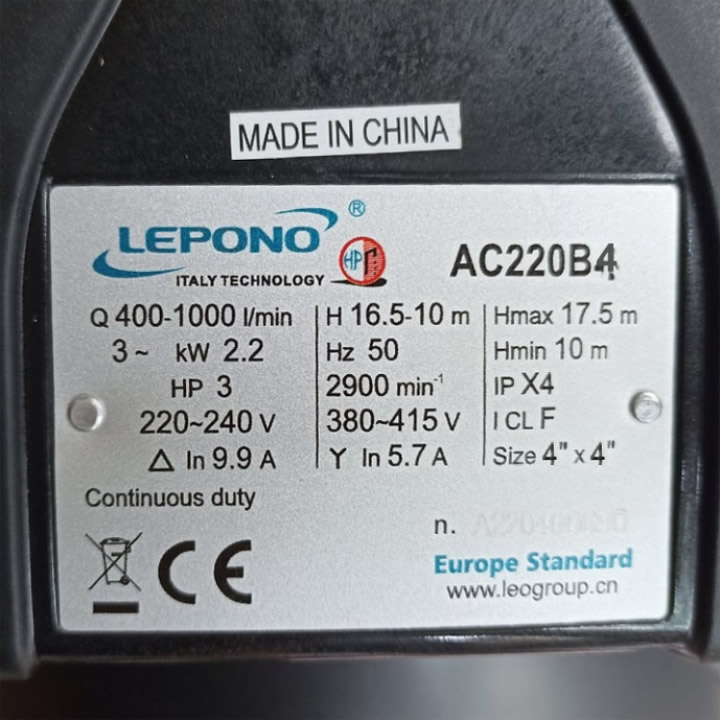 MADE IN CHINA
LEPONO®
ITALY TECHNOLOGY
HP
AC220B4
Q 400-1000 l/min | H 16.5-10 m | Hmax 17.5 m
3~ kW 2.2 | Hz 50 | Hmin 10 m
HP 3 | 2900 min⁻¹ | IP X4
220~240 V | 380~415 V | I CL F
Δ In 9.9 A | Y In 5.7 A | Size 4" x 4"
Continuous duty
n.
CE
Europe Standard
www.leogroup.cn